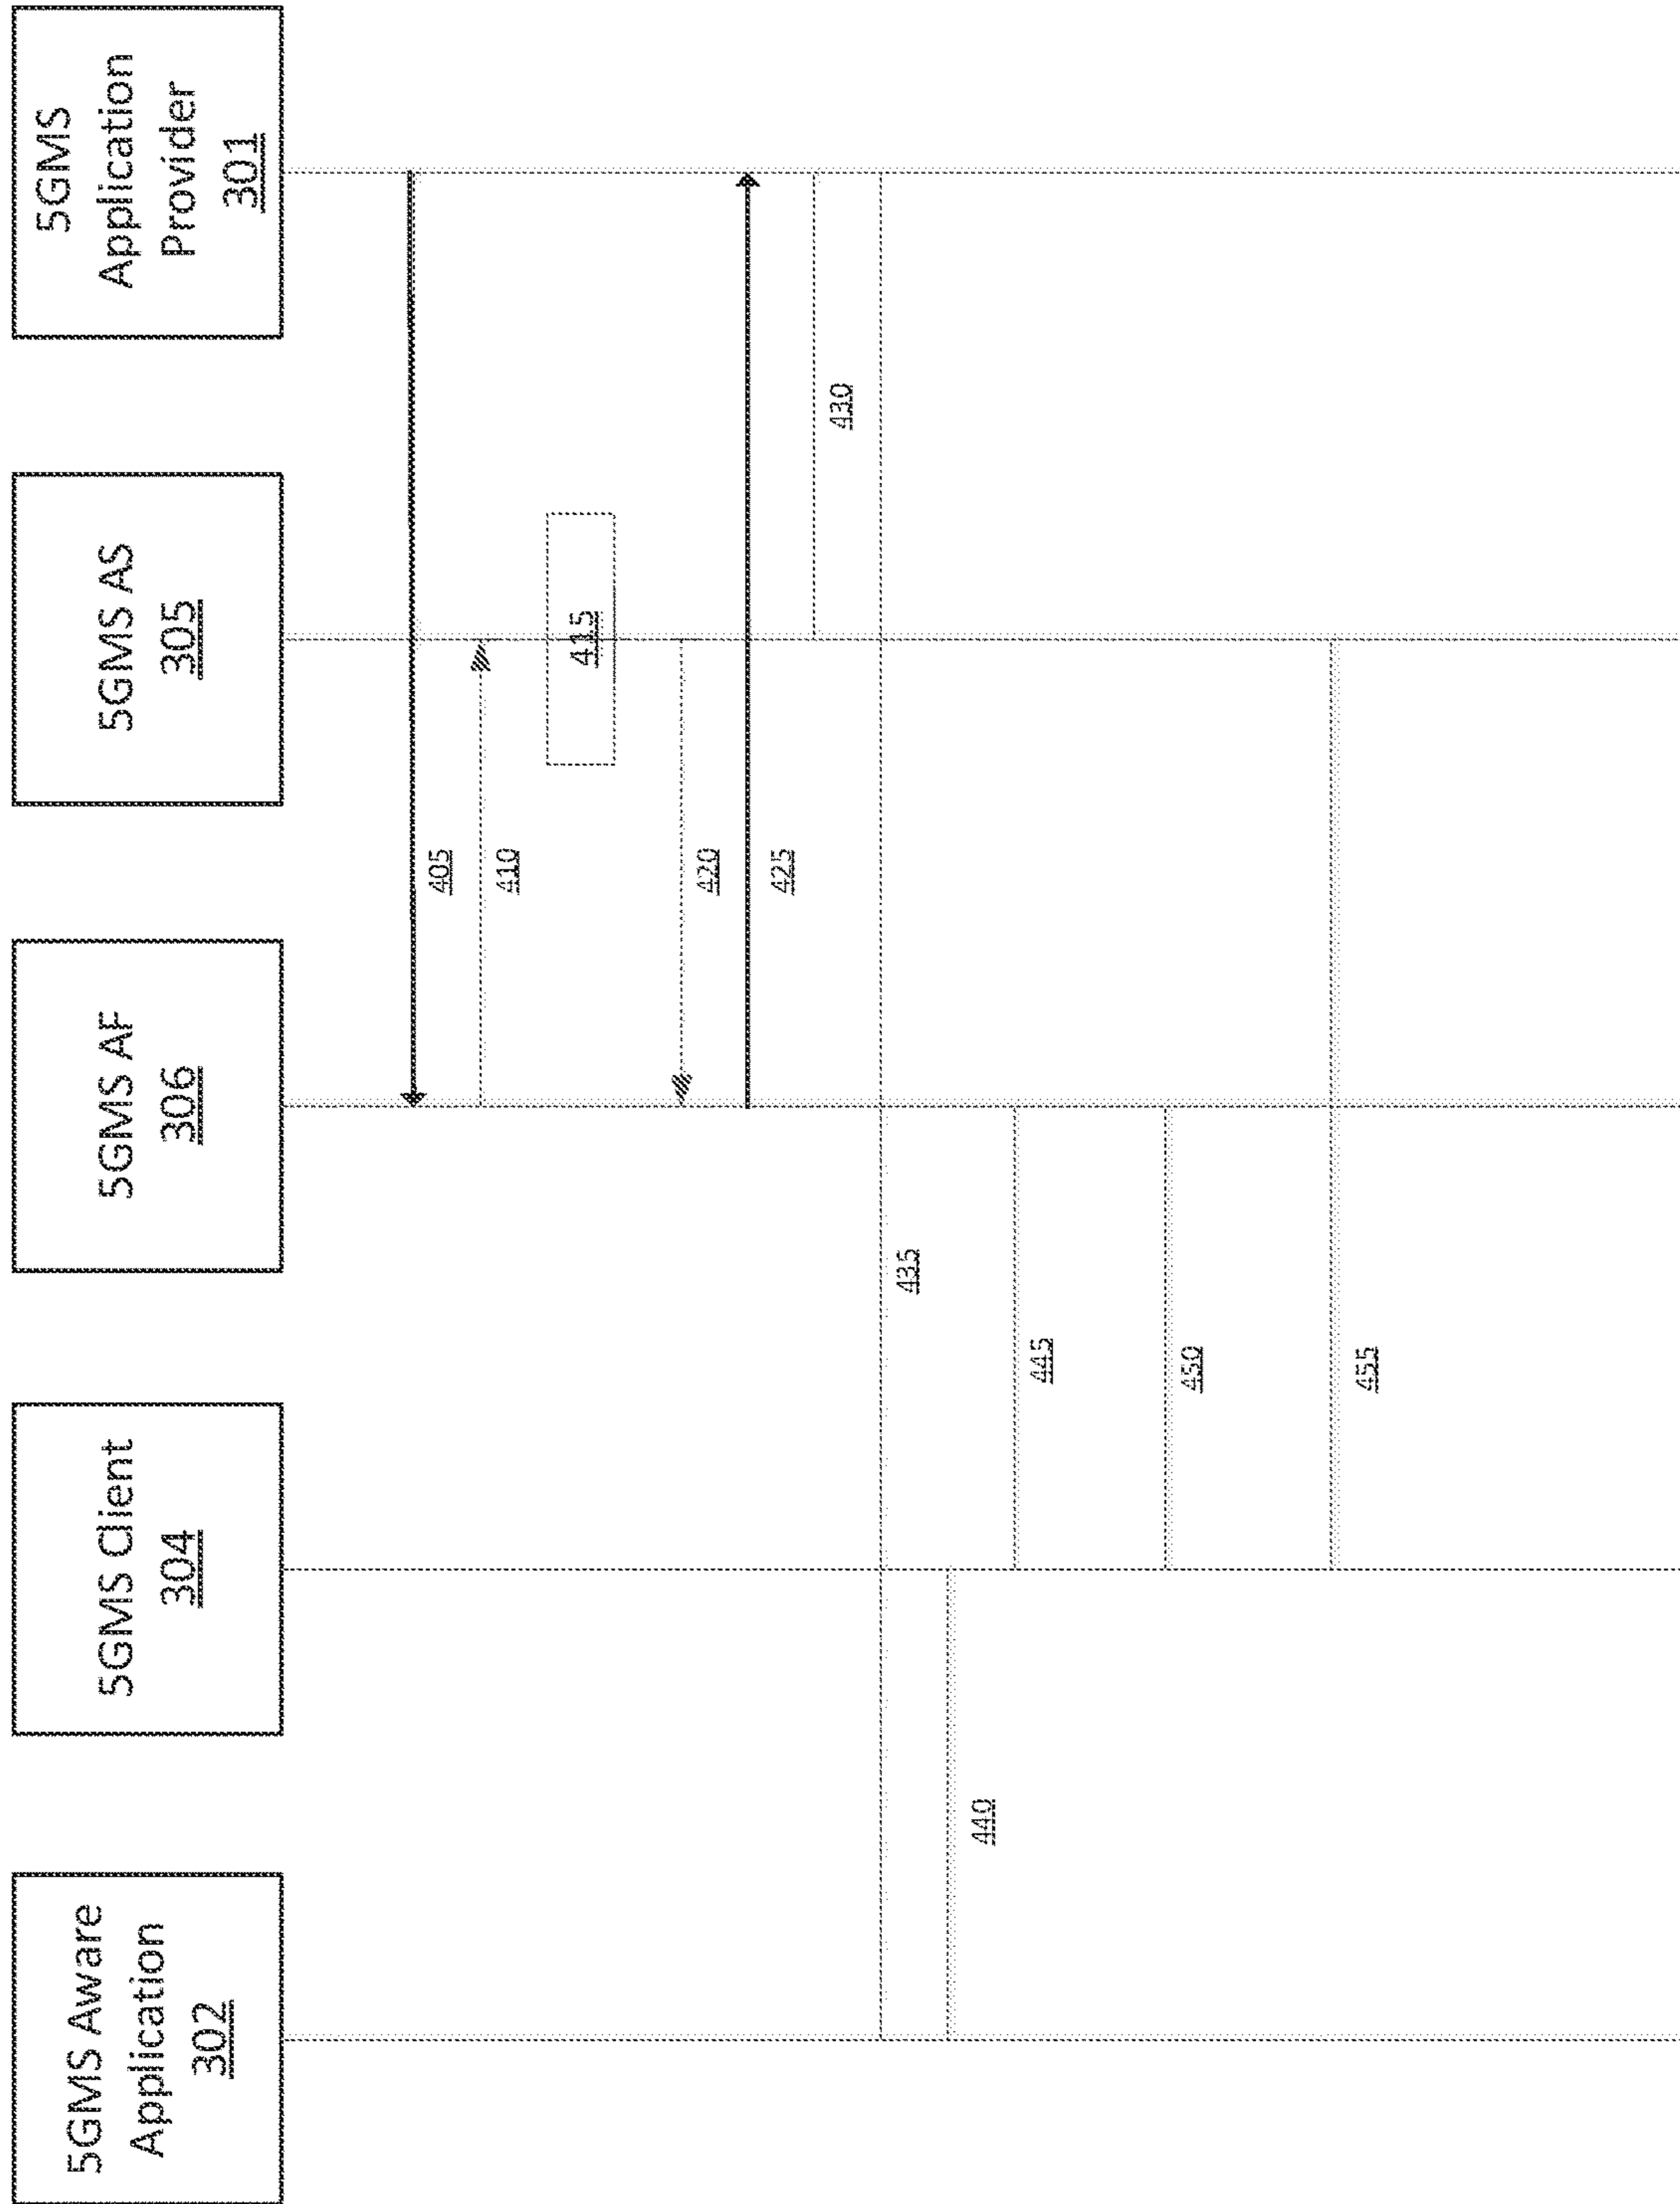 5GMS Aware
Application
302
5GMS Client
304
5GMS AF
306
5GMS AS
305
5GMS
Application
Provider
301
405
410
415
420
425
430
435
440
445
450
455